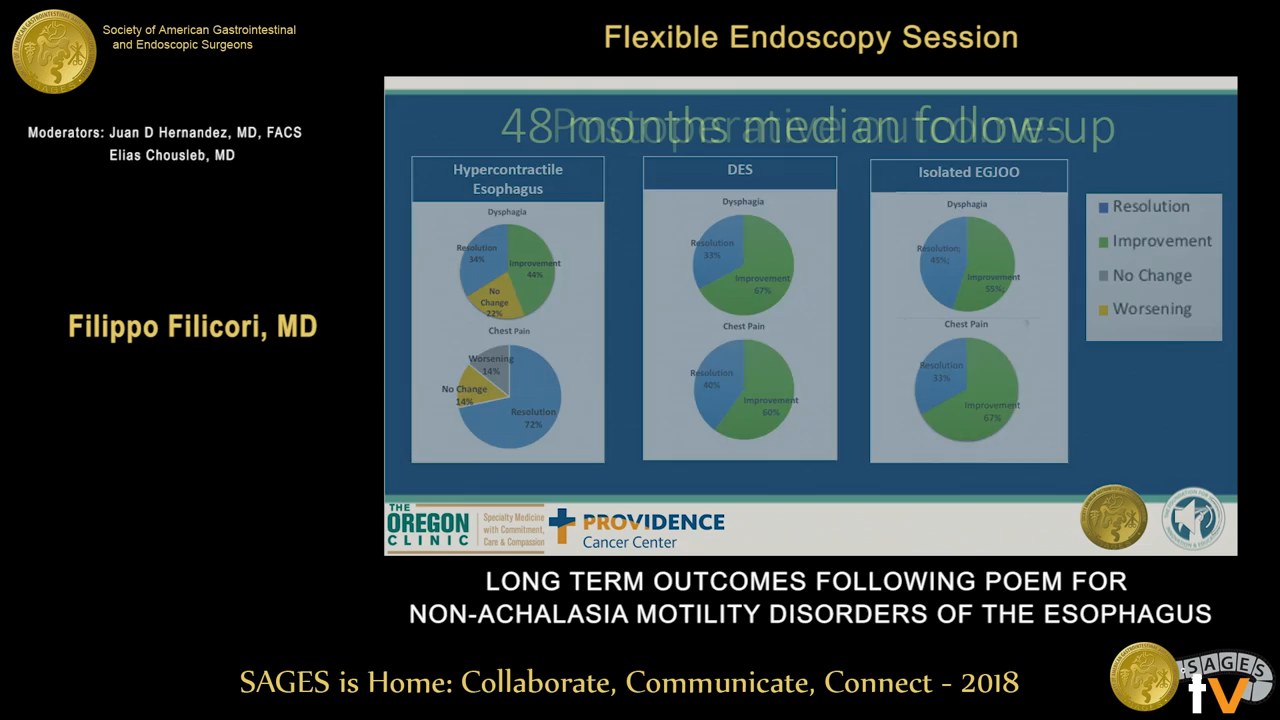 Society of American Gastrointestinal
and Endoscopic Surgeons
Flexible Endoscopy Session
Moderators: Juan D Hernandez, MD, FACS
Elias Chousleb, MD
Filippo Filicori, MD
48 months median follow-up
Postoperative outcomes
Hypercontractile
Esophagus
Dysphagia
Resolution
34%
Improvement
44%
No
Change
22%
Chest Pain
Worsening
14%
No Change
14%
Resolution
72%
DES
Dysphagia
Resolution
33%
Improvement
67%
Chest Pain
Resolution
40%
Improvement
60%
Isolated EGJOO
Dysphagia
Resolution;
45%;
Improvement
55%;
Chest Pain
Resolution
33%
Improvement
67%
Resolution
Improvement
No Change
Worsening
THE
OREGON
CLINIC
Specialty Medicine
with Commitment,
Care & Compassion
PROVIDENCE
Cancer Center
LONG TERM OUTCOMES FOLLOWING POEM FOR
NON-ACHALASIA MOTILITY DISORDERS OF THE ESOPHAGUS
SAGES is Home: Collaborate, Communicate, Connect - 2018
SAGES
tv